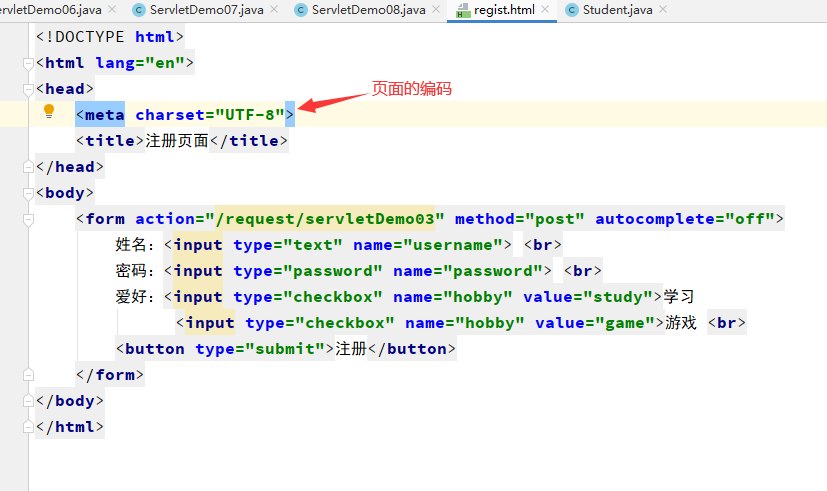 ervletDemo06.java × ServletDemo07.java × ServletDemo08.java × regist.html × Student.java ×
<!DOCTYPE html>
<html lang="en">
<head>
<meta charset="UTF-8"> 页面的编码
<title>注册页面</title>
</head>
<body>
<form action="/request/servletDemo03" method="post" autocomplete="off">
姓名：<input type="text" name="username"> <br>
密码：<input type="password" name="password"> <br>
爱好：<input type="checkbox" name="hobby" value="study">学习
<input type="checkbox" name="hobby" value="game">游戏 <br>
<button type="submit">注册</button>
</form>
</body>
</html>